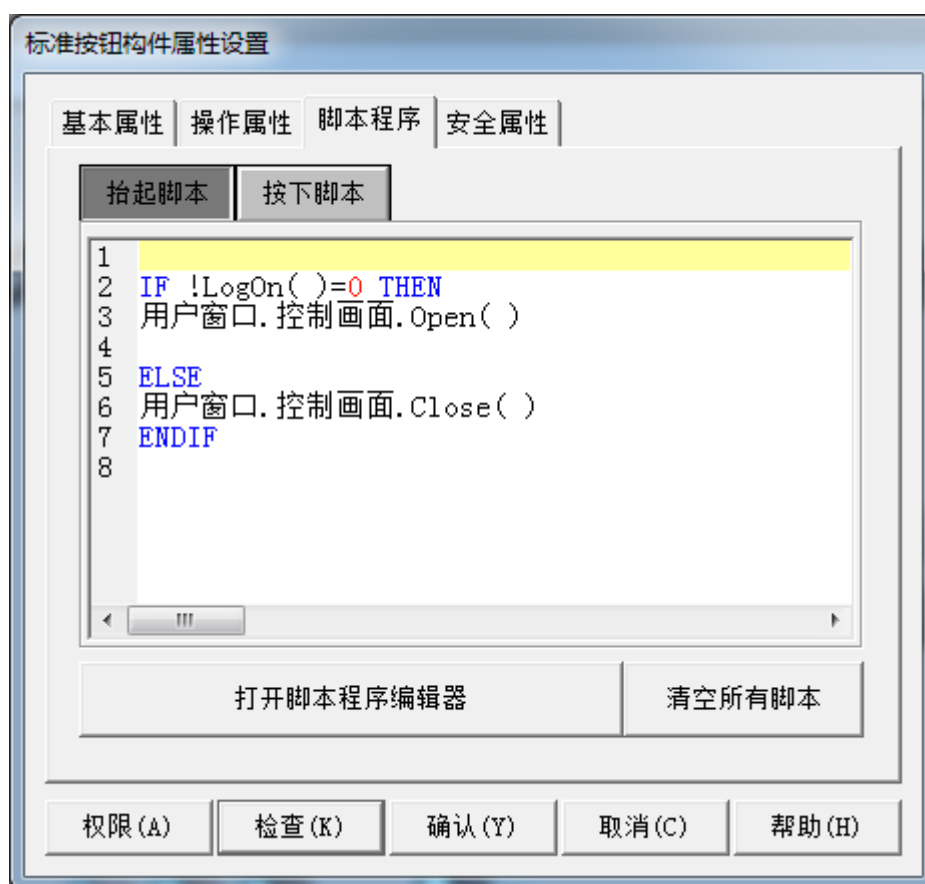 标准按钮构件属性设置
基本属性 操作属性 脚本程序 安全属性
抬起脚本 按下脚本
1
2 IF !LogOn( )=0 THEN
3 用户窗口.控制画面.Open( )
4
5 ELSE
6 用户窗口.控制画面.Close( )
7 ENDIF
8
打开脚本程序编辑器 清空所有脚本
权限(A) 检查(K) 确认(Y) 取消(C) 帮助(H)